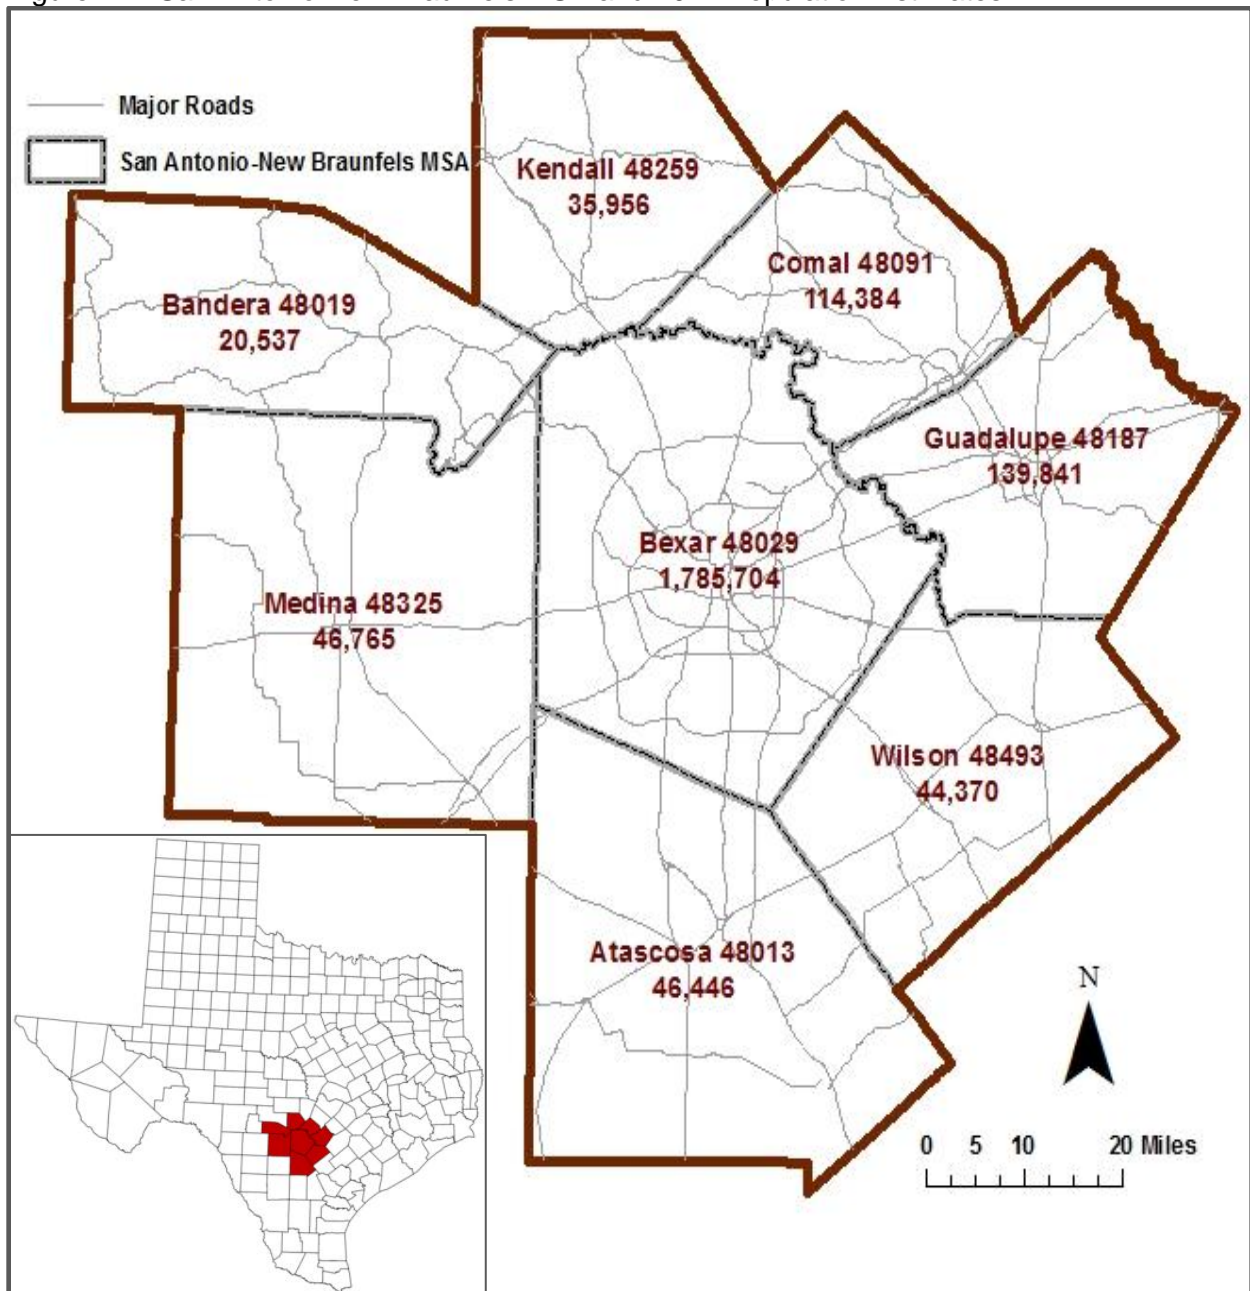 Major Roads
San Antonio-New Braunfels MSA
Kendall 48259
35,956
Comal 48091
114,384
Bandera 48019
20,537
Guadalupe 48187
139,841
Bexar 48029
1,785,704
Medina 48325
46,765
Wilson 48493
44,370
Atascosa 48013
46,446
N
0 5 10 20 Miles